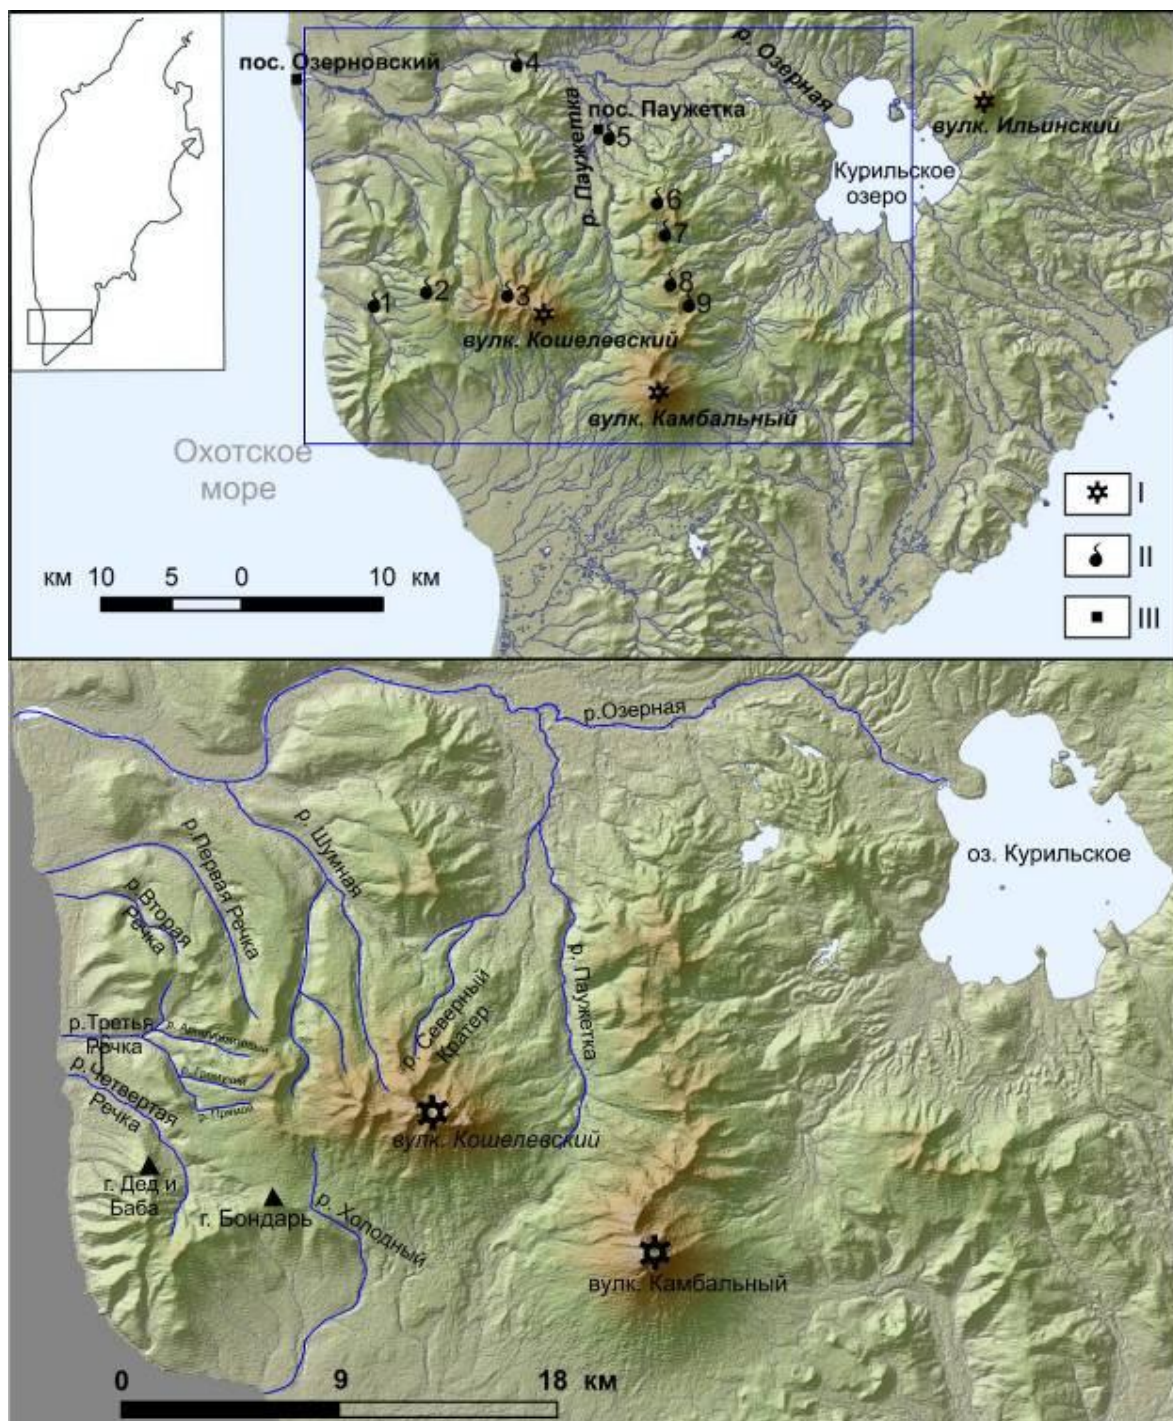 пос. Озерновский
4
р. Озерная
р. Паужетка
пос. Паужетка
5
вулк. Ильинский
Курильское
озеро
6
7
8
9
1
2
3
вулк. Кошелевский
вулк. Камбальный
Охотское
море
I
II
III
км 10 5 0 10 км
р.Озерная
р. Шумная
р.Первая Речка
р.Вторая
Речка
оз. Курильское
р. Паужетка
р. Северный
Кратер
р.Третья
Речка
р. Гремучий
р. Прямой
р.Четвертая
Речка
вулк. Кошелевский
г. Дед и
Баба
г. Бондарь
р. Холодный
вулк. Камбальный
0 9 18 км